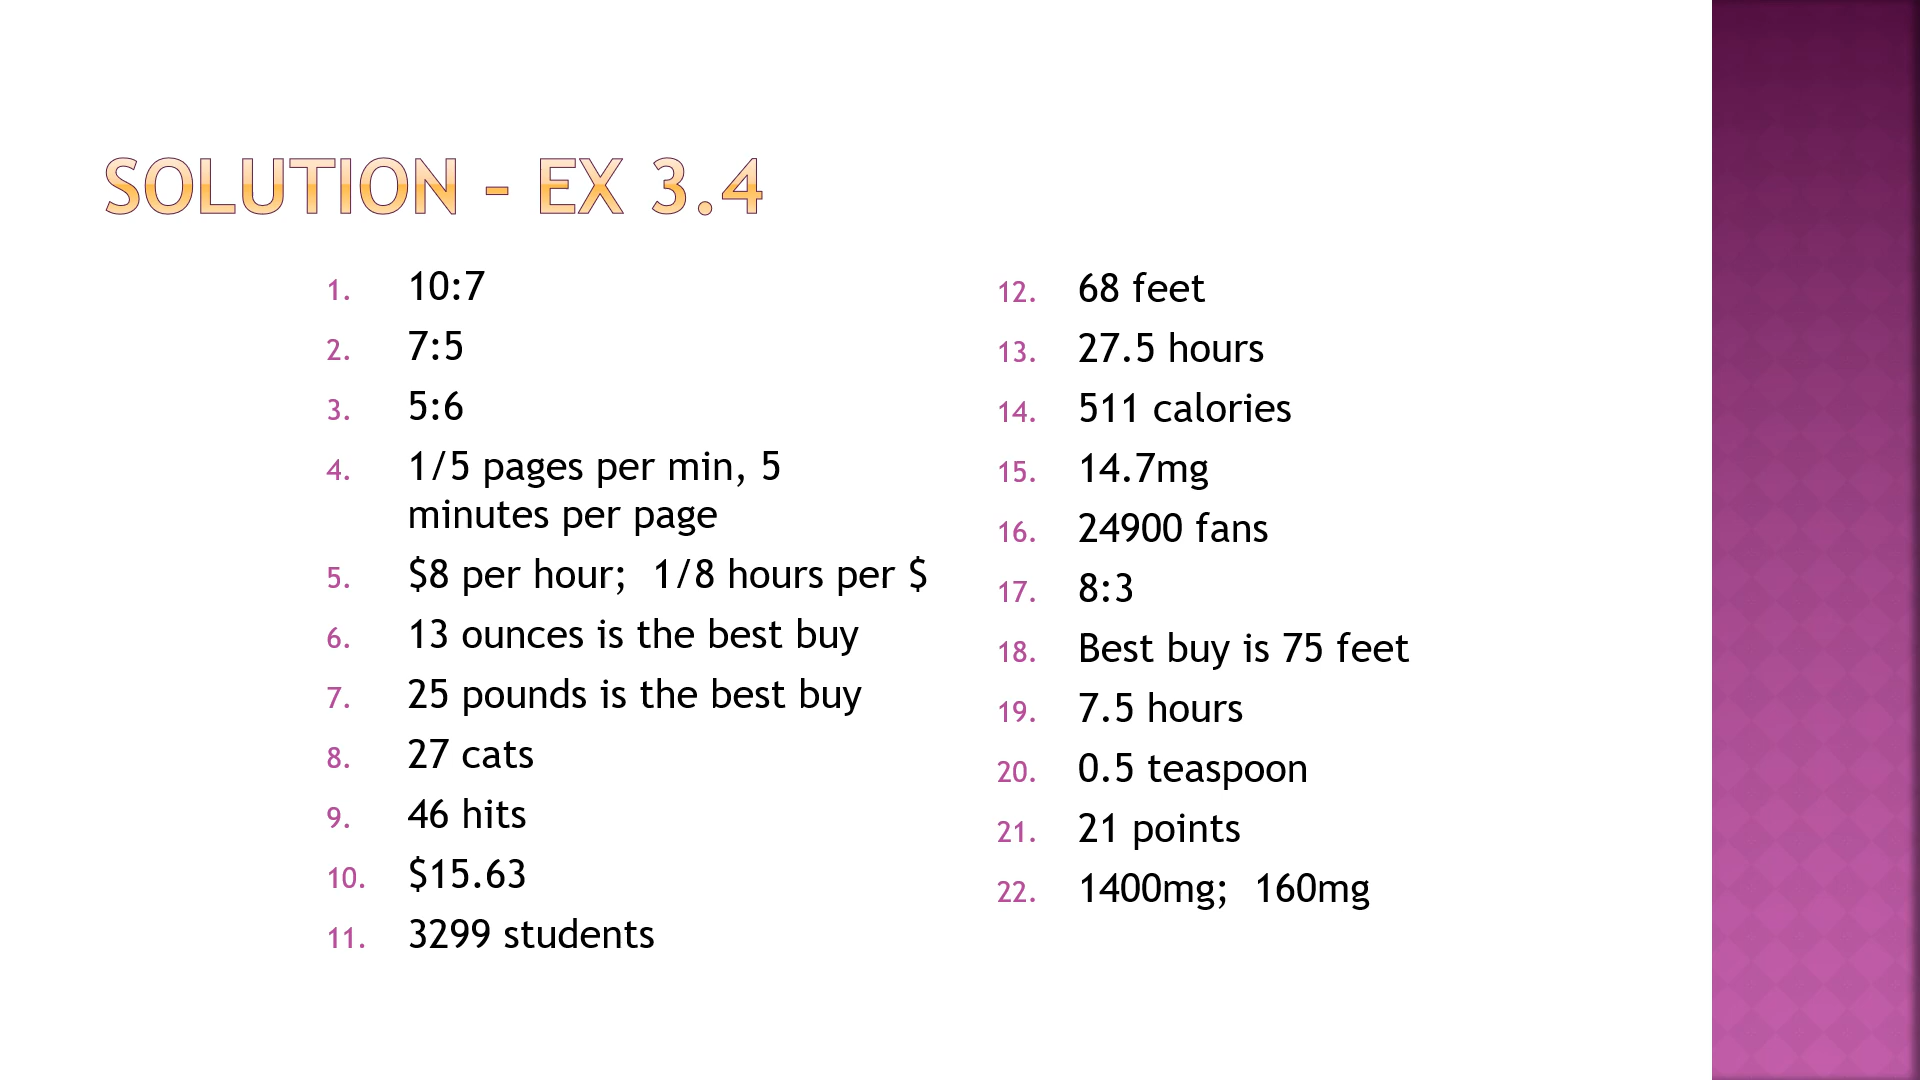 SOLUTION – EX 3.4
1. 10:7
2. 7:5
3. 5:6
4. 1/5 pages per min, 5
minutes per page
5. $8 per hour;  1/8 hours per $
6. 13 ounces is the best buy
7. 25 pounds is the best buy
8. 27 cats
9. 46 hits
10. $15.63
11. 3299 students
12. 68 feet
13. 27.5 hours
14. 511 calories
15. 14.7mg
16. 24900 fans
17. 8:3
18. Best buy is 75 feet
19. 7.5 hours
20. 0.5 teaspoon
21. 21 points
22. 1400mg;  160mg